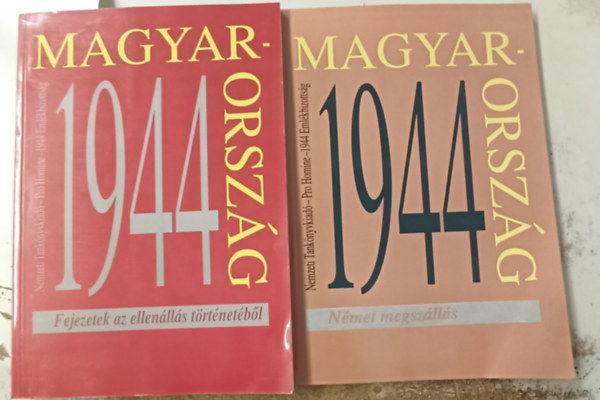 MAGYAR-
ORSZÁG
1944
Nemzeti Tankönyvkiadó – Pro Homine – 1944 Emlékbizottság
Fejezetek az ellenállás történetéből
MAGYAR-
ORSZÁG
1944
Nemzeti Tankönyvkiadó – Pro Homine – 1944 Emlékbizottság
Német megszállás